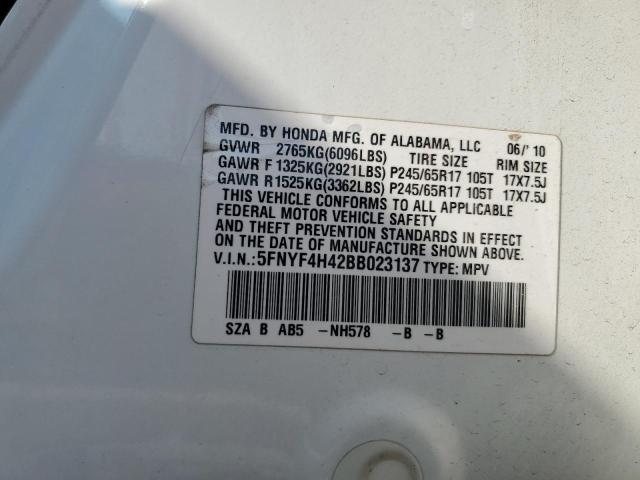 MFD. BY HONDA MFG. OF ALABAMA, LLC 06/'10
GVWR 2765KG(6096LBS) TIRE SIZE RIM SIZE
GAWR F 1325KG(2921LBS) P245/65R17 105T 17X7.5J
GAWR R1525KG(3362LBS) P245/65R17 105T 17X7.5J
THIS VEHICLE CONFORMS TO ALL APPLICABLE
FEDERAL MOTOR VEHICLE SAFETY
AND THEFT PREVENTION STANDARDS IN EFFECT
ON THE DATE OF MANUFACTURE SHOWN ABOVE.
V.I.N.:5FNYF4H42BB023137 TYPE: MPV
SZA B AB5 -NH578 -B -B